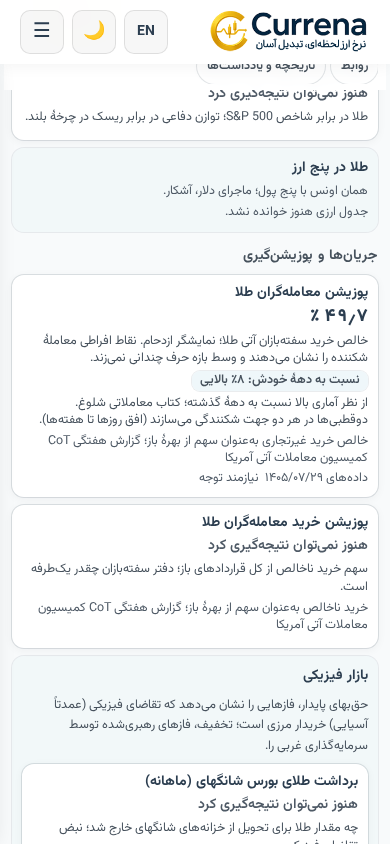 Currena
نرخ ارز لحظه‌ای، تبدیل آسان
EN
روابط
تاریخچه و یادداشت‌ها
هنوز نمی‌توان نتیجه‌گیری کرد
طلا در برابر شاخص S&P 500؛ توازن دفاعی در برابر ریسک در چرخهٔ بلند.
طلا در پنج ارز
همان اونس با پنج پول؛ ماجرای دلار، آشکار.
جدول ارزی هنوز خوانده نشد.
جریان‌ها و پوزیشن‌گیری
پوزیشن معامله‌گران طلا
۴۹٫۷ ٪
خالص خرید سفته‌بازان آتی طلا؛ نمایشگر ازدحام. نقاط افراطی معاملهٔ
شکننده را نشان می‌دهند و وسط بازه حرف چندانی نمی‌زند.
نسبت به دههٔ خودش: ۸٪ بالایی
از نظر آماری بالا نسبت به دههٔ گذشته؛ کتاب معاملاتی شلوغ.
دوقطبی‌ها در هر دو جهت شکنندگی می‌سازند (افق روزها تا هفته‌ها).
خالص خرید غیرتجاری به‌عنوان سهم از بهرهٔ باز؛ گزارش هفتگی CoT
کمیسیون معاملات آتی آمریکا
داده‌های ۱۴۰۵/۰۷/۲۹ نیازمند توجه
پوزیشن خرید معامله‌گران طلا
هنوز نمی‌توان نتیجه‌گیری کرد
سهم خرید ناخالص از کل قراردادهای باز؛ دفتر سفته‌بازان چقدر یک‌طرفه
است.
خرید ناخالص به‌عنوان سهم از بهرهٔ باز؛ گزارش هفتگی CoT کمیسیون
معاملات آتی آمریکا
بازار فیزیکی
حق‌بهای پایدار، فازهایی را نشان می‌دهد که تقاضای فیزیکی (عمدتاً
آسیایی) خریدار مرزی است؛ تخفیف، فازهای رهبری‌شده توسط
سرمایه‌گذاری غربی را.
برداشت طلای بورس شانگهای (ماهانه)
هنوز نمی‌توان نتیجه‌گیری کرد
چه مقدار طلا برای تحویل از خزانه‌های شانگهای خارج شد؛ نبض